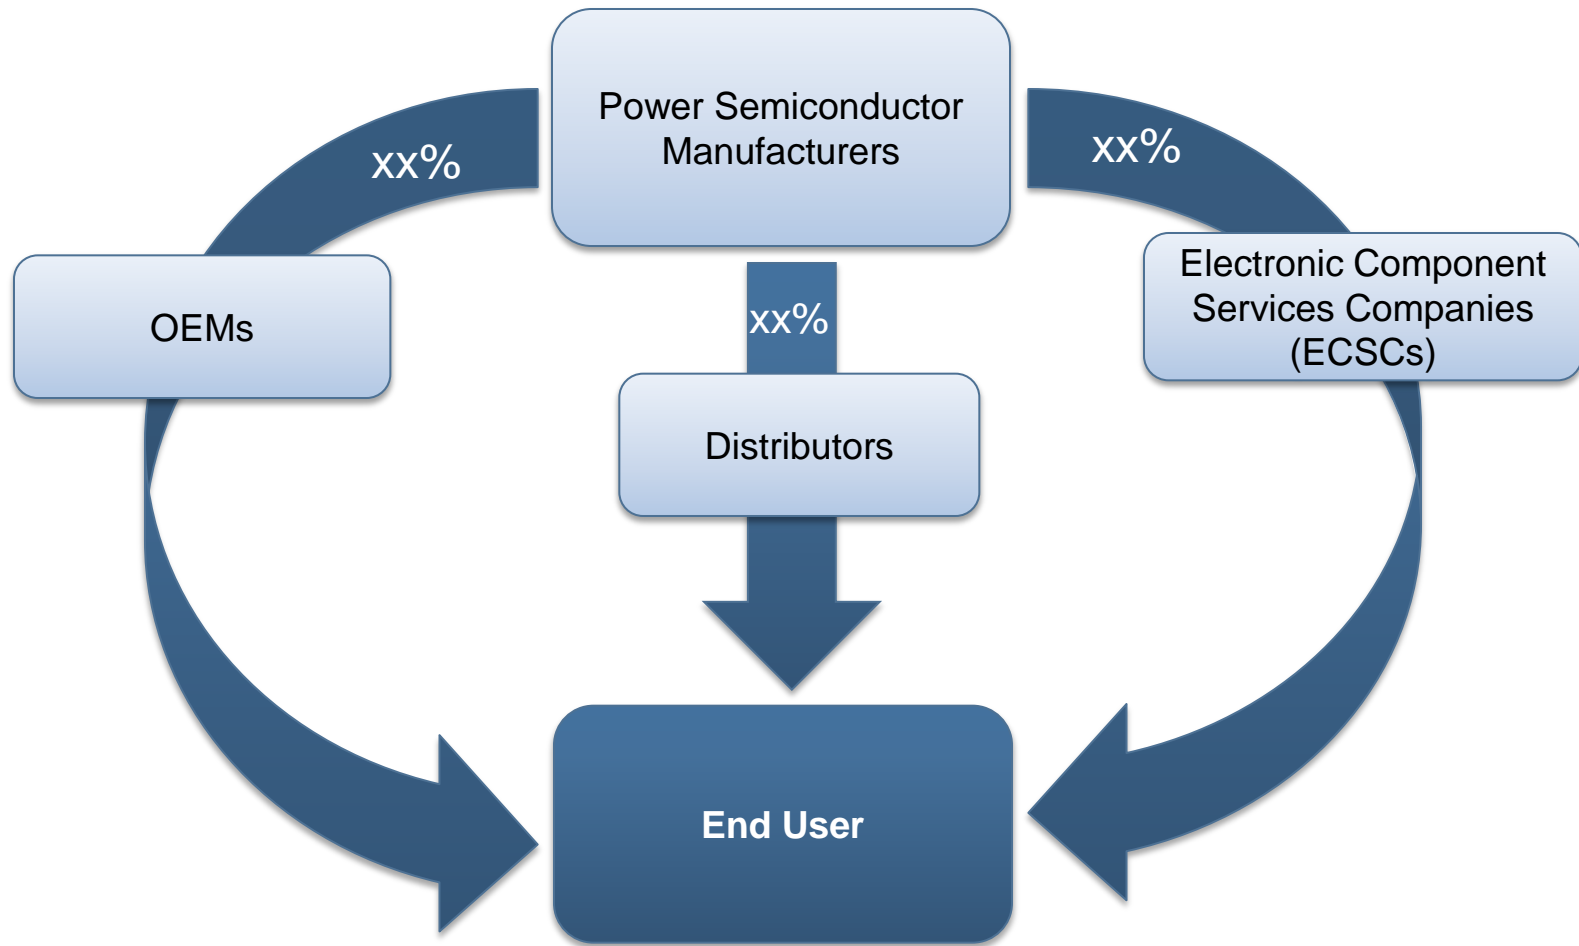 Power Semiconductor
Manufacturers
xx%
xx%
OEMs
xx%
Electronic Component
Services Companies
(ECSCs)
Distributors
End User